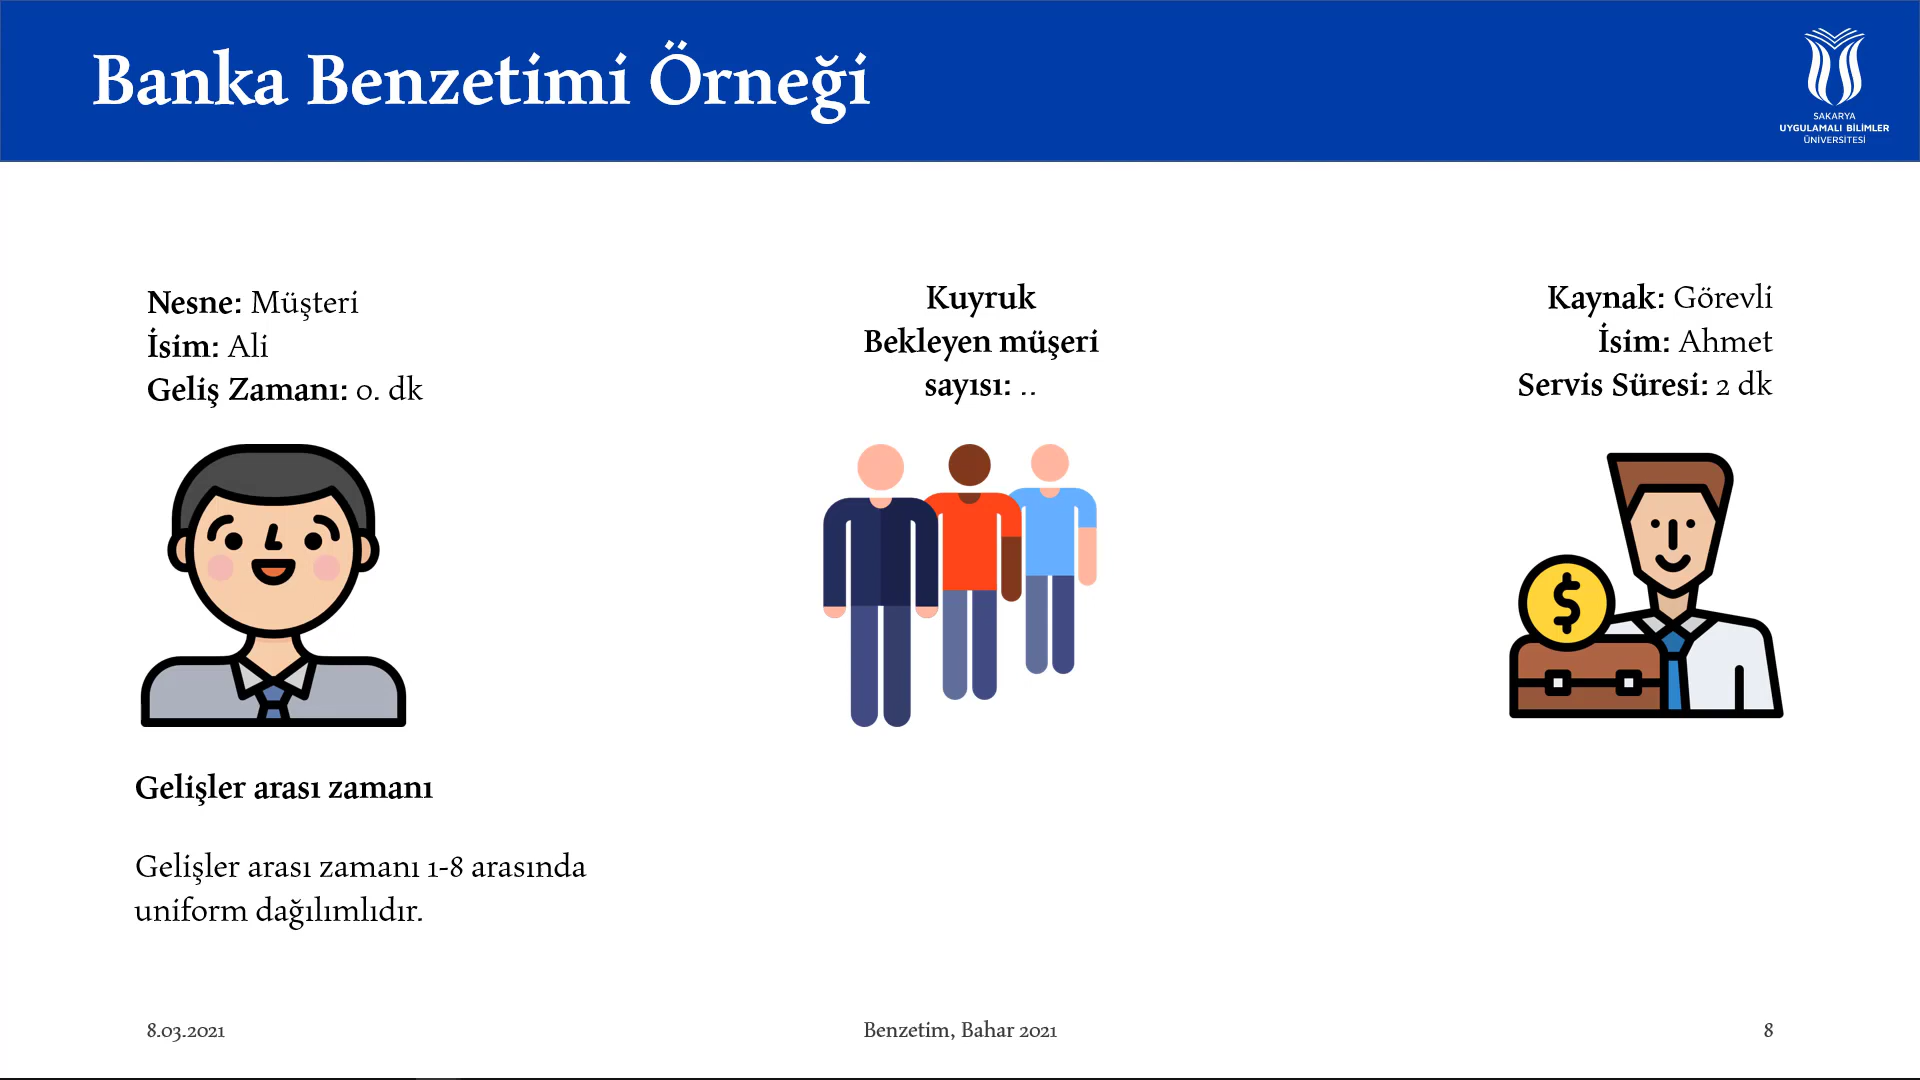 Banka Benzetimi Örneği
SAKARYA
UYGULAMALI BİLİMLER
ÜNİVERSİTESİ
Nesne: Müşteri
İsim: Ali
Geliş Zamanı: 0. dk
Kuyruk
Bekleyen müşeri
sayısı: ..
Kaynak: Görevli
İsim: Ahmet
Servis Süresi: 2 dk
$
Gelişler arası zamanı
Gelişler arası zamanı 1-8 arasında
uniform dağılımlıdır.
8.03.2021
Benzetim, Bahar 2021
8